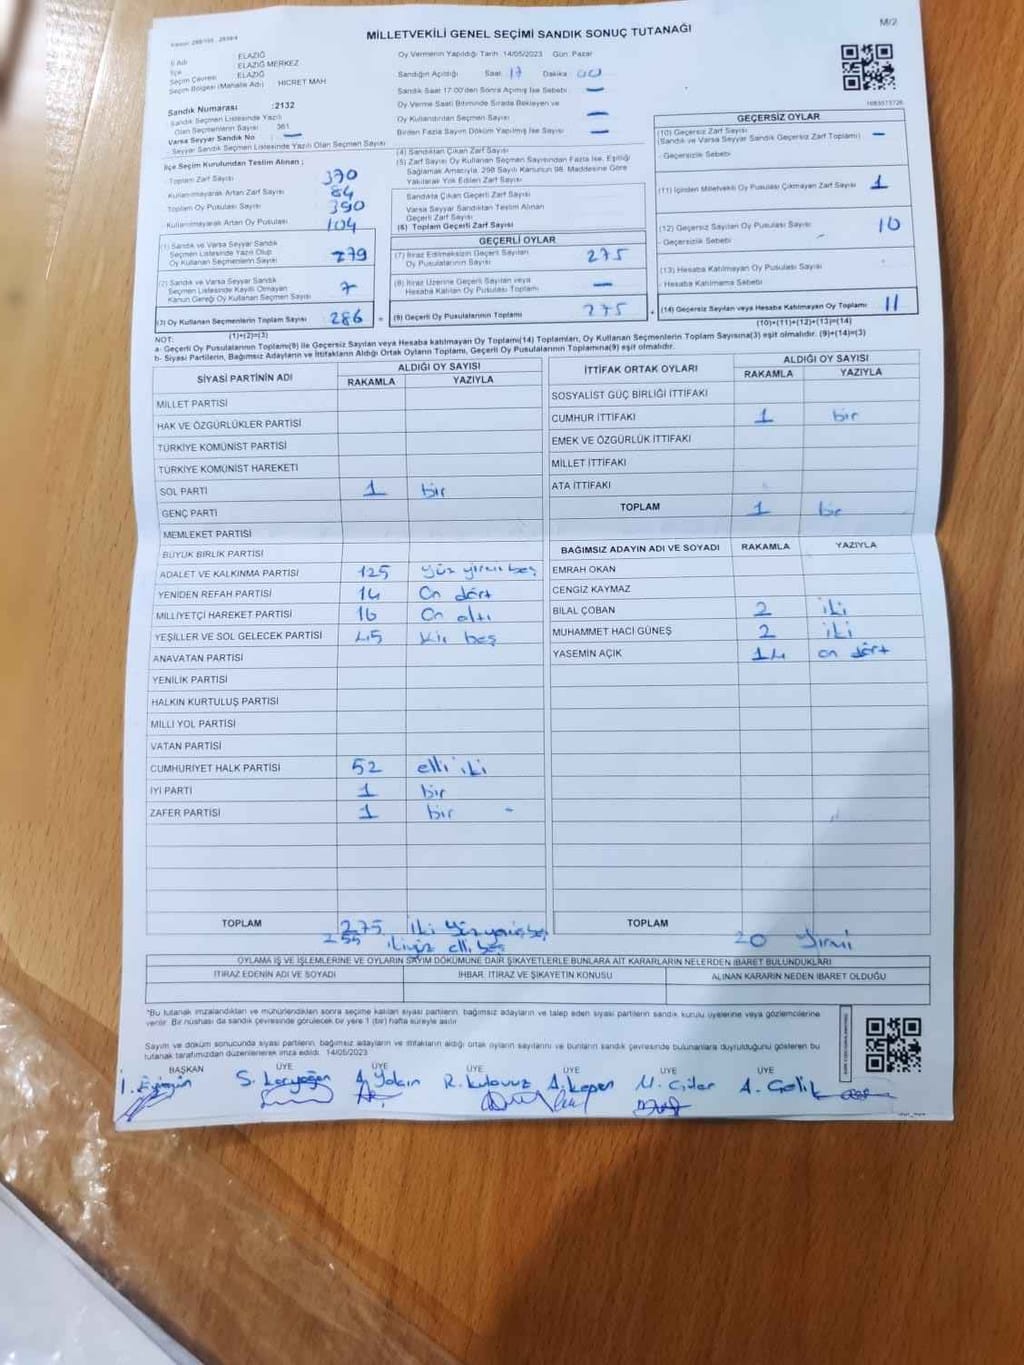 MİLLETVEKİLİ GENEL SEÇİMİ SANDIK SONUÇ TUTANAĞI
M/2
İl Adı : ELAZIĞ
İlçe : ELAZIĞ MERKEZ
Seçim Çevresi : ELAZIĞ
Seçim Bölgesi (Mahalle Adı) : HİCRET MAH
Sandık Numarası :2132
Sandık Seçmen Listesinde Yazılı
Olan Seçmenlerin Sayısı : 361
Varsa Seyyar Sandık No : —
Seyyar Sandık Seçmen Listesinde Yazılı Olan Seçmen Sayısı
İlçe Seçim Kurulundan Teslim Alınan ;
Toplam Zarf Sayısı 370
Kullanılmayarak Artan Zarf Sayısı 84
Toplam Oy Pusulası Sayısı 390
Kullanılmayarak Artan Oy Pusulası 104
(1) Sandık ve Varsa Seyyar Sandık
Seçmen Listesinde Yazılı Olup
Oy Kullanan Seçmenlerin Sayısı 279
(2) Sandık ve Varsa Seyyar Sandık
Seçmen Listesinde Kayıtlı Olmayan
Kanun Gereği Oy Kullanan Seçmenlerin Sayısı 7
(3) Oy Kullanan Seçmenlerin Toplam Sayısı 286 =
(1)+(2)=(3)
Oy Vermenin Yapıldığı Tarih 14/05/2023 Gün Pazar
Sandığın Açıldığı Saat 17 Dakika 00
Sandık Saat 17:00'den Sonra Açılmış İse Sebebi —
Oy Verme Saati Bitiminde Sırada Bekleyen ve
Oy Kullandırılan Seçmen Sayısı —
Birden Fazla Sayım Döküm Yapılmış İse Sayısı —
(4) Sandıktan Çıkan Zarf Sayısı
(5) Zarf Sayısı Oy Kullanan Seçmen Sayısından Fazla İse, Eşitliği
Sağlamak Amacıyla, 298 Sayılı Kanunun 98. Maddesine Göre
Yakılarak Yok Edilen Zarf Sayısı
Sandıkta Çıkan Geçerli Zarf Sayısı
Varsa Seyyar Sandıktan Teslim Alınan
Geçerli Zarf Sayısı
(6) Toplam Geçerli Zarf Sayısı
GEÇERLİ OYLAR
(7) İtiraz Edilmeksizin Geçerli Sayılan
Oy Pusulalarının Sayısı 275
(8) İtiraz Üzerine Geçerli Sayılan veya
Hesaba Katılan Oy Pusulası Toplamı —
(9) Geçerli Oy Pusulalarının Toplamı 275 +
GEÇERSİZ OYLAR
(10) Geçersiz Zarf Sayısı
(Sandık ve Varsa Seyyar Sandık Geçersiz Zarf Toplamı) —
- Geçersizlik Sebebi
(11) İçinden Milletvekili Oy Pusulası Çıkmayan Zarf Sayısı 1
(12) Geçersiz Sayılan Oy Pusulası Sayısı 10
- Geçersizlik Sebebi
(13) Hesaba Katılmayan Oy Pusulası Sayısı
- Hesaba Katılmama Sebebi
(14) Geçersiz Sayılan veya Hesaba Katılmayan Oy Toplamı 11
(10)+(11)+(12)+(13)=(14)
NOT:
a- Geçerli Oy Pusulalarının Toplamı(9) ile Geçersiz Sayılan veya Hesaba katılmayan Oy Toplamı(14) Toplamları, Oy Kullanan Seçmenlerin Toplam Sayısına(3) eşit olmalıdır. (9)+(14)=(3)
b- Siyasi Partilerin, Bağımsız Adayların ve İttifakların Aldığı Ortak Oyların Toplamı, Geçerli Oy Pusulalarının Toplamına(9) eşit olmalıdır.
SİYASİ PARTİNİN ADI ALDIĞI OY SAYISI
RAKAMLA YAZIYLA
MİLLET PARTİSİ
HAK VE ÖZGÜRLÜKLER PARTİSİ
TÜRKİYE KOMÜNİST PARTİSİ
TÜRKİYE KOMÜNİST HAREKETİ
SOL PARTİ 1 bir
GENÇ PARTİ
MEMLEKET PARTİSİ
BÜYÜK BİRLİK PARTİSİ
ADALET VE KALKINMA PARTİSİ 125 yüz yirmi beş
YENİDEN REFAH PARTİSİ 14 On dört
MİLLİYETÇİ HAREKET PARTİSİ 16 On altı
YEŞİLLER VE SOL GELECEK PARTİSİ 45 kırk beş
ANAVATAN PARTİSİ
YENİLİK PARTİSİ
HALKIN KURTULUŞ PARTİSİ
MİLLİ YOL PARTİSİ
VATAN PARTİSİ
CUMHURİYET HALK PARTİSİ 52 elli iki
İYİ PARTİ 1 bir
ZAFER PARTİSİ 1 bir
TOPLAM 275
255 ikiyüz elli beş
İTTİFAK ORTAK OYLARI ALDIĞI OY SAYISI
RAKAMLA YAZIYLA
SOSYALİST GÜÇ BİRLİĞİ İTTİFAKI
CUMHUR İTTİFAKI 1 bir
EMEK VE ÖZGÜRLÜK İTTİFAKI
MİLLET İTTİFAKI
ATA İTTİFAKI
TOPLAM 1 bir
BAĞIMSIZ ADAYIN ADI VE SOYADI RAKAMLA YAZIYLA
EMRAH OKAN
CENGİZ KAYMAZ
BİLAL ÇOBAN 2 iki
MUHAMMET HACI GÜNEŞ 2 iki
YASEMİN AÇIK 14 on dört
TOPLAM 20 Yirmi
OYLAMA İŞ VE İŞLEMLERİNE VE OYLARIN SAYIM DÖKÜMÜNE DAİR ŞİKAYETLERLE BUNLARA AİT KARARLARIN NELERDEN İBARET BULUNDUKLARI
İTİRAZ EDENİN ADI VE SOYADI İHBAR, İTİRAZ VE ŞİKAYETİN KONUSU ALINAN KARARIN NEDEN İBARET OLDUĞU
*Bu tutanak imzalandıktan ve mühürlendikten sonra seçime katılan siyasi partilerin, bağımsız adayların ve talep eden siyasi partilerin sandık kurulu üyelerine veya gözlemcilerine
verilir. Bir nüshası da sandık çevresinde görülecek bir yere 1 (bir) hafta süreyle asılır
Sayım ve döküm sonucunda siyasi partilerin, bağımsız adayların ve ittifakların aldığı ortak oyların sayılarını ve bunların sandık çevresinde bulunanlara duyrulduğunu gösteren bu
tutanak tarafımızdan düzenlenerek imza edildi. 14/05/2023
BAŞKAN ÜYE ÜYE ÜYE ÜYE ÜYE ÜYE
A. Yalçın